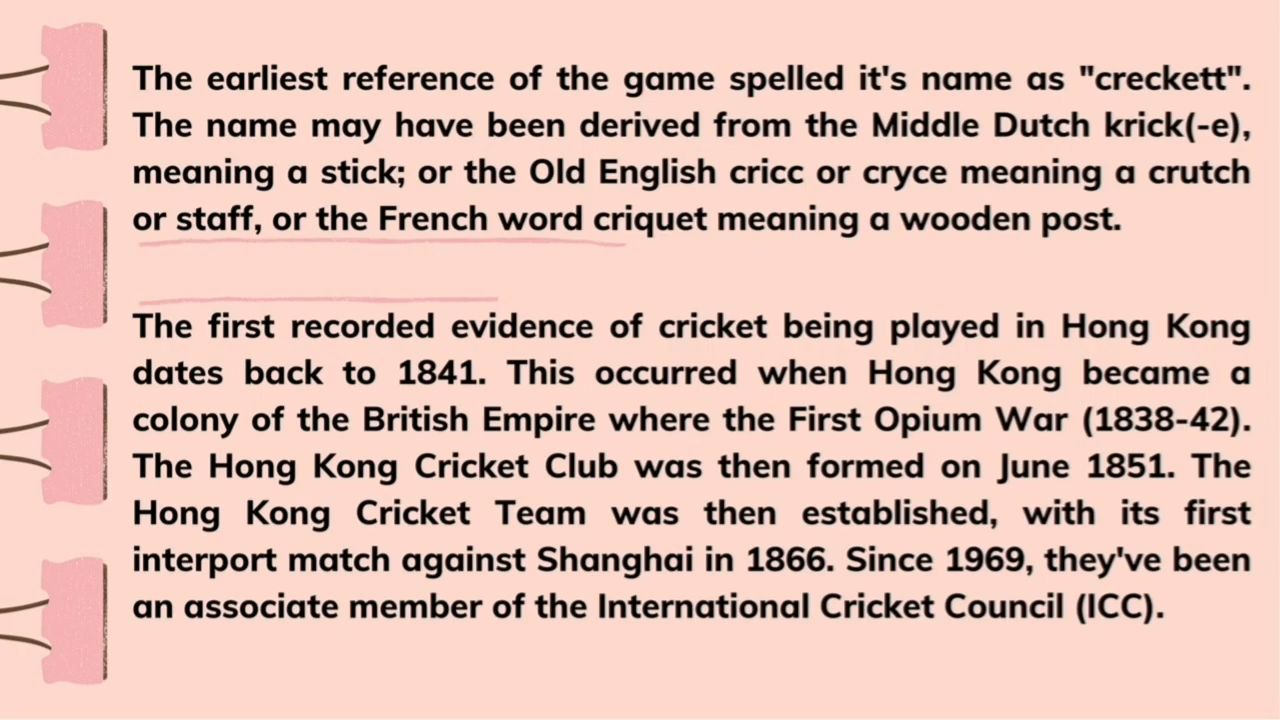 The earliest reference of the game spelled it's name as "creckett".
The name may have been derived from the Middle Dutch krick(-e),
meaning a stick; or the Old English cricc or cryce meaning a crutch
or staff, or the French word criquet meaning a wooden post.
The first recorded evidence of cricket being played in Hong Kong
dates back to 1841. This occurred when Hong Kong became a
colony of the British Empire where the First Opium War (1838-42).
The Hong Kong Cricket Club was then formed on June 1851. The
Hong Kong Cricket Team was then established, with its first
interport match against Shanghai in 1866. Since 1969, they've been
an associate member of the International Cricket Council (ICC).